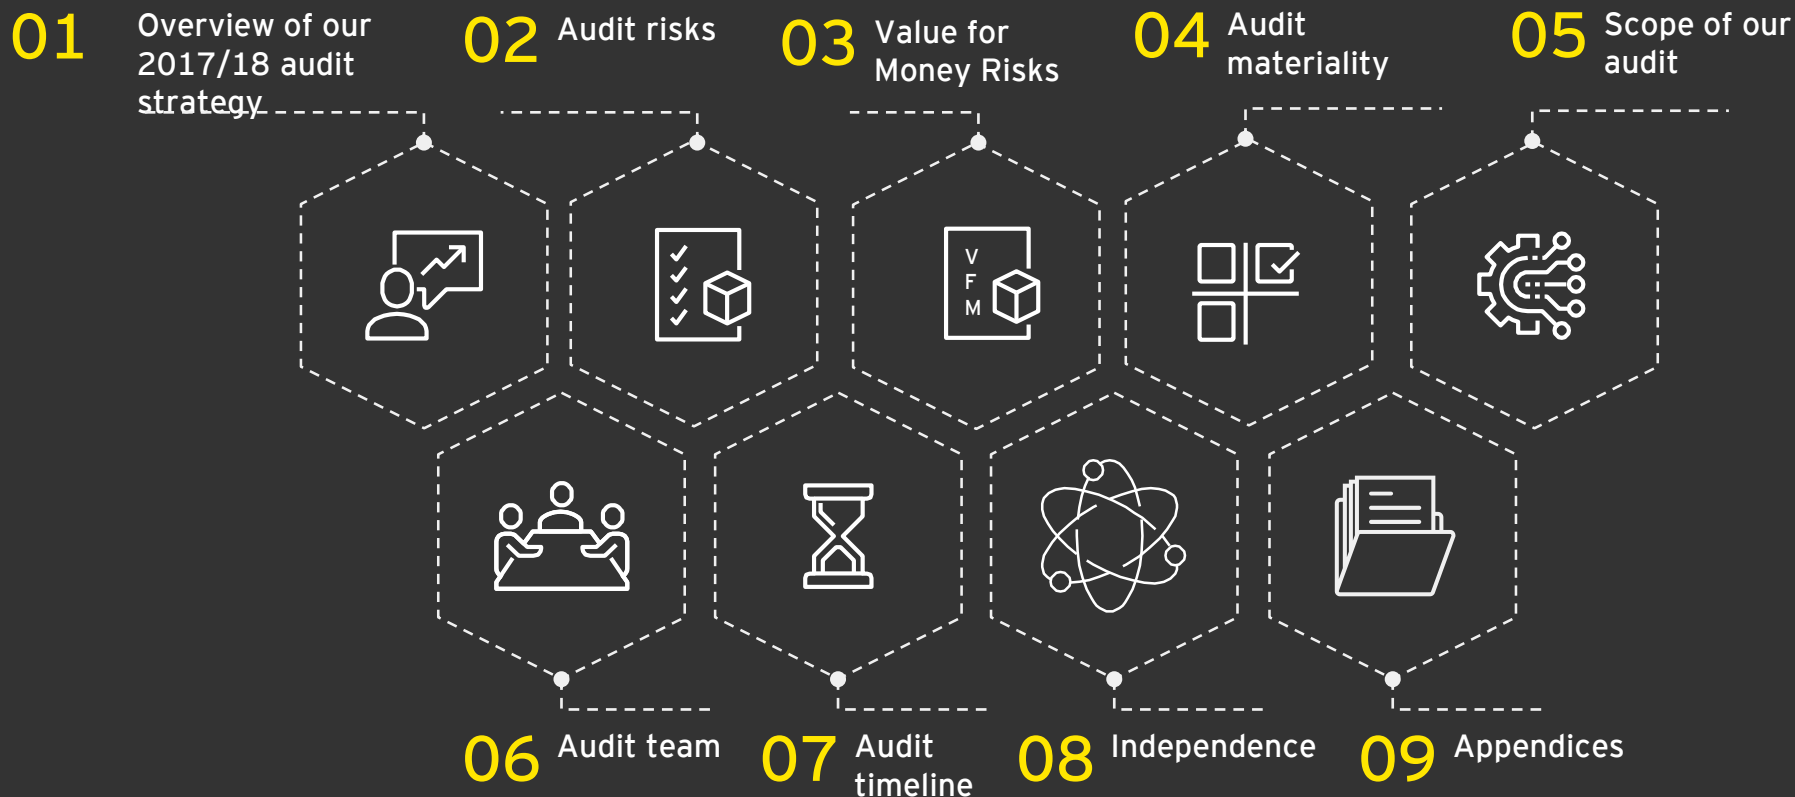 01 Overview of our
2017/18 audit
strategy
02 Audit risks
03 Value for
Money Risks
04 Audit
materiality
05 Scope of our
audit
V
F
M
06 Audit team
07 Audit
timeline
08 Independence
09 Appendices